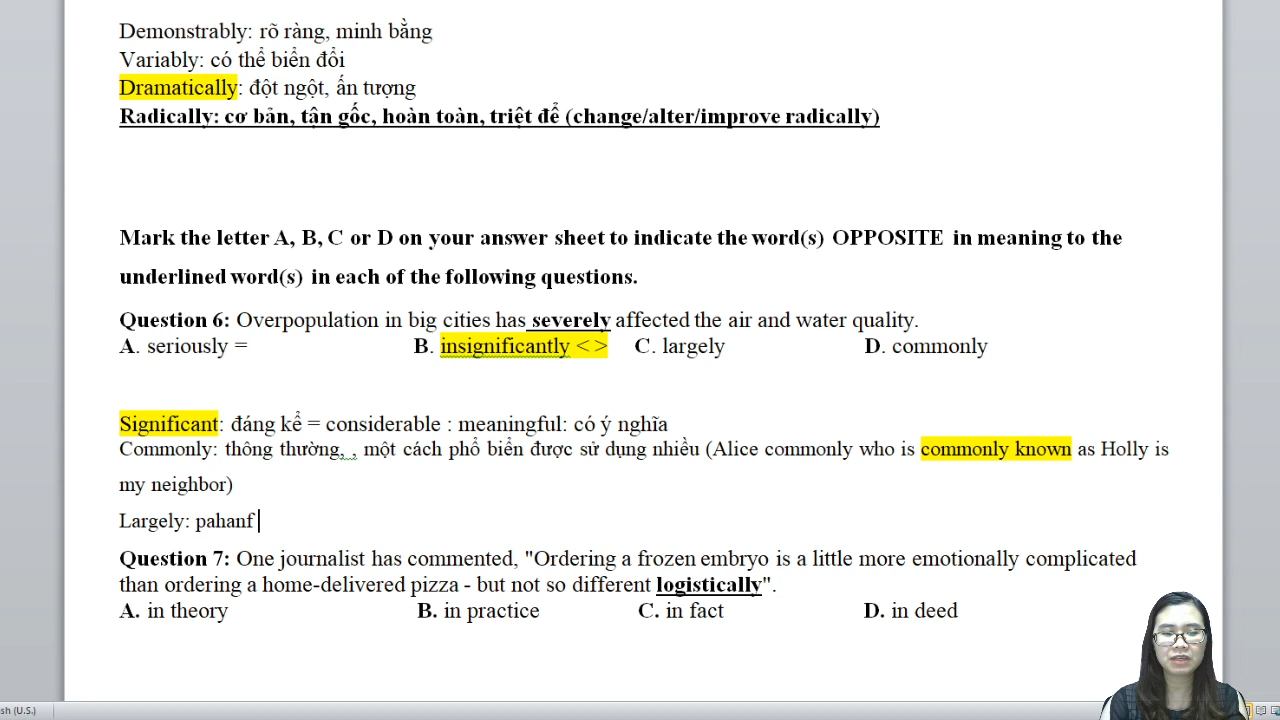 Demonstrably: rõ ràng, minh bằng
Variably: có thể biển đổi
Dramatically: đột ngột, ấn tượng
Radically: cơ bản, tận gốc, hoàn toàn, triệt để (change/alter/improve radically)
Mark the letter A, B, C or D on your answer sheet to indicate the word(s) OPPOSITE in meaning to the
underlined word(s) in each of the following questions.
Question 6: Overpopulation in big cities has severely affected the air and water quality.
A. seriously = B. insignificantly < > C. largely D. commonly
Significant: đáng kể = considerable : meaningful: có ý nghĩa
Commonly: thông thường, , một cách phổ biển được sử dụng nhiều (Alice commonly who is commonly known as Holly is
my neighbor)
Largely: pahanf
Question 7: One journalist has commented, "Ordering a frozen embryo is a little more emotionally complicated
than ordering a home-delivered pizza - but not so different logistically".
A. in theory B. in practice C. in fact D. in deed
sh (U.S.)